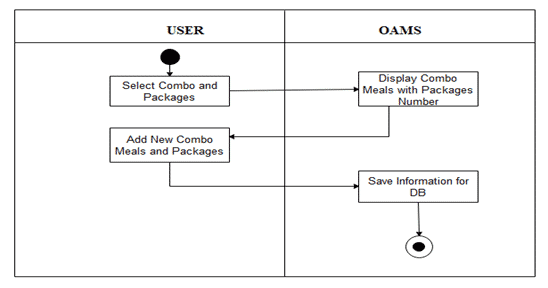 USER
OAMS
Select Combo and
Packages
Display Combo
Meals with Packages
Number
Add New Combo
Meals and Packages
Save Information for
DB